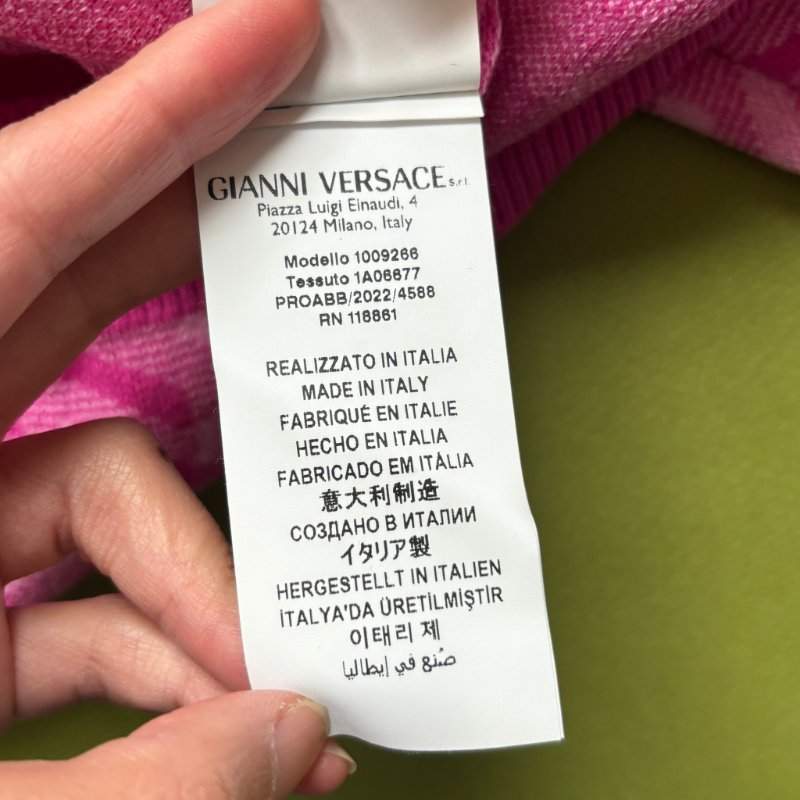 GIANNI VERSACE S.r.l.
Piazza Luigi Einaudi, 4
20124 Milano, Italy
Modello 1009266
Tessuto 1A06677
PROABB/2022/4588
RN 116861
REALIZZATO IN ITALIA
MADE IN ITALY
FABRIQUÉ EN ITALIE
HECHO EN ITALIA
FABRICADO EM ITÁLIA
意大利制造
СОЗДАНО В ИТАЛИИ
イタリア製
HERGESTELLT IN ITALIEN
İTALYA'DA ÜRETİLMİŞTİR
이태리 제
صُنع في إيطاليا